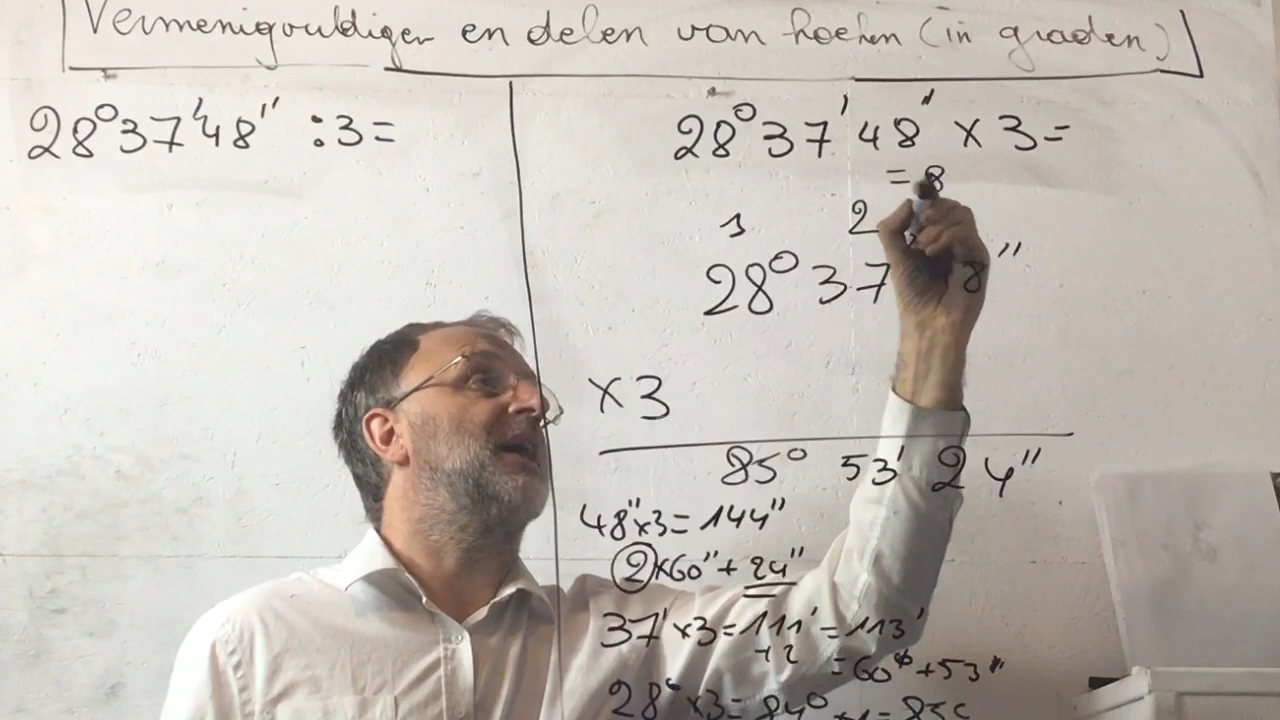 Vermenigvuldigen en delen van hoeken (in graden)
28°37'48" :3=
28°37'48" x 3=
= 8
1 2
28° 37 8"
x3
85° 53' 24"
48"x3=144"
2x60"+24"
37'x3=111'=113'
+2
=60°+53"
28°x3=84°